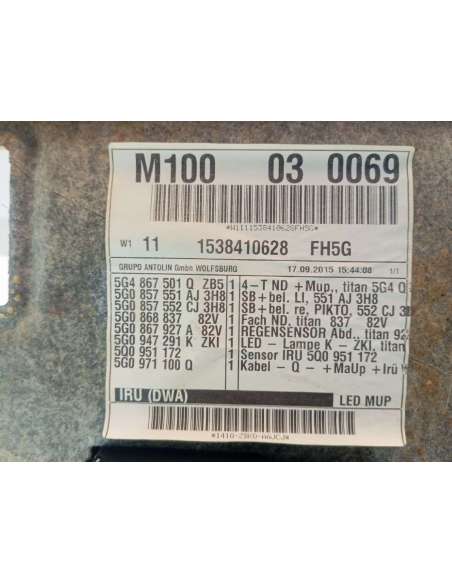 M100 03 0069
*W1111538410628FH5G*
W1 11 1538410628 FH5G
GRUPO ANTOLIN GmbH. WOLFSBURG 17.09.2015 15:44:08 1/1
5G4 867 501 Q ZB5 1 4-T ND +Mup., titan 5G4 Q
5G0 857 551 AJ 3H8 1 SB+bel. LI, 551 AJ 3H8
5G0 857 552 CJ 3H8 1 SB+bel. re, PIKTO, 552 CJ 3H
5G0 868 837 82V 1 Fach ND. titan 837 82V
5G0 867 927 A 82V 1 REGENSENSOR Abd., titan 92
5G0 947 291 K ZKI 1 LED - Lampe K - ZKI, titan
5Q0 951 172 1 Sensor IRU 5Q0 951 172
5G0 971 100 Q 1 Kabel -Q- +MaUp +Irü
IRU (DWA) LED MUP